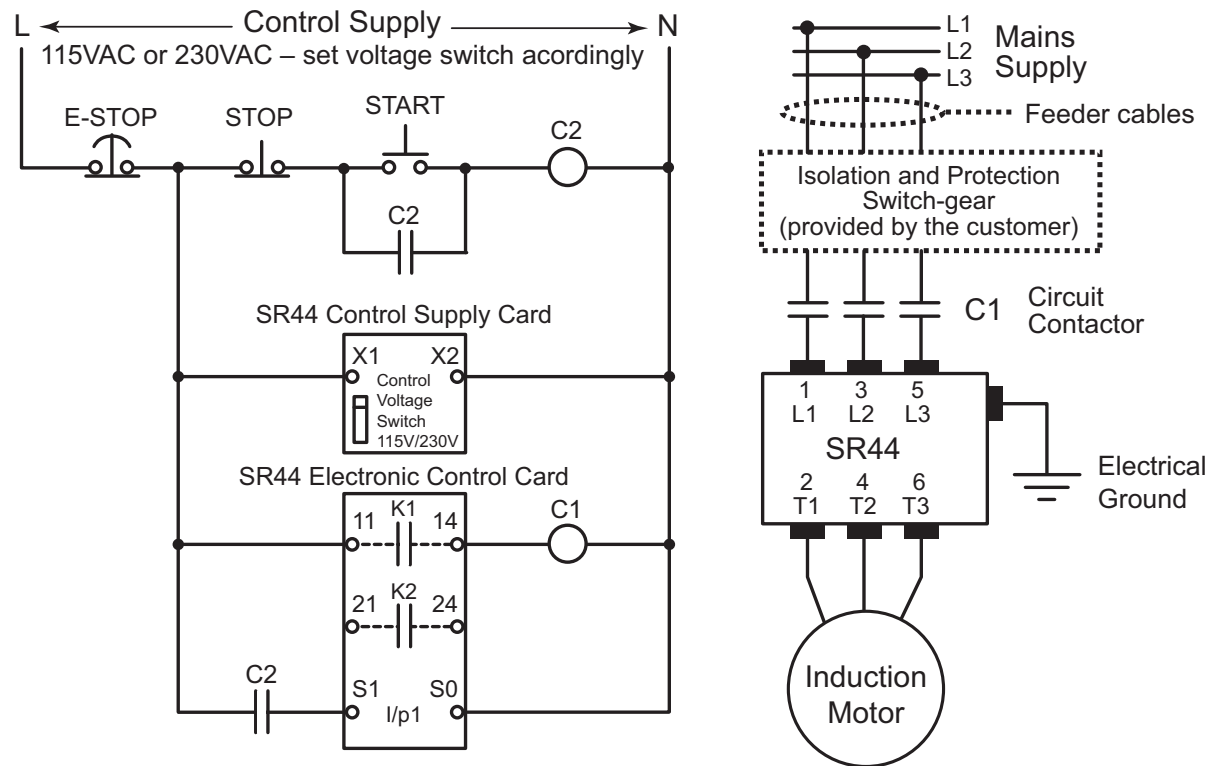 L Control Supply N
115VAC or 230VAC – set voltage switch acordingly
E-STOP STOP START C2
C2
SR44 Control Supply Card
X1 X2
Control
Voltage
Switch
115V/230V
SR44 Electronic Control Card
11 K1 14 C1
21 K2 24
C2
S1 S0
I/p1
L1
L2
L3
Mains
Supply
Feeder cables
Isolation and Protection
Switch-gear
(provided by the customer)
C1
Circuit
Contactor
1 3 5
L1 L2 L3
SR44
2 4 6
T1 T2 T3
Electrical
Ground
Induction
Motor